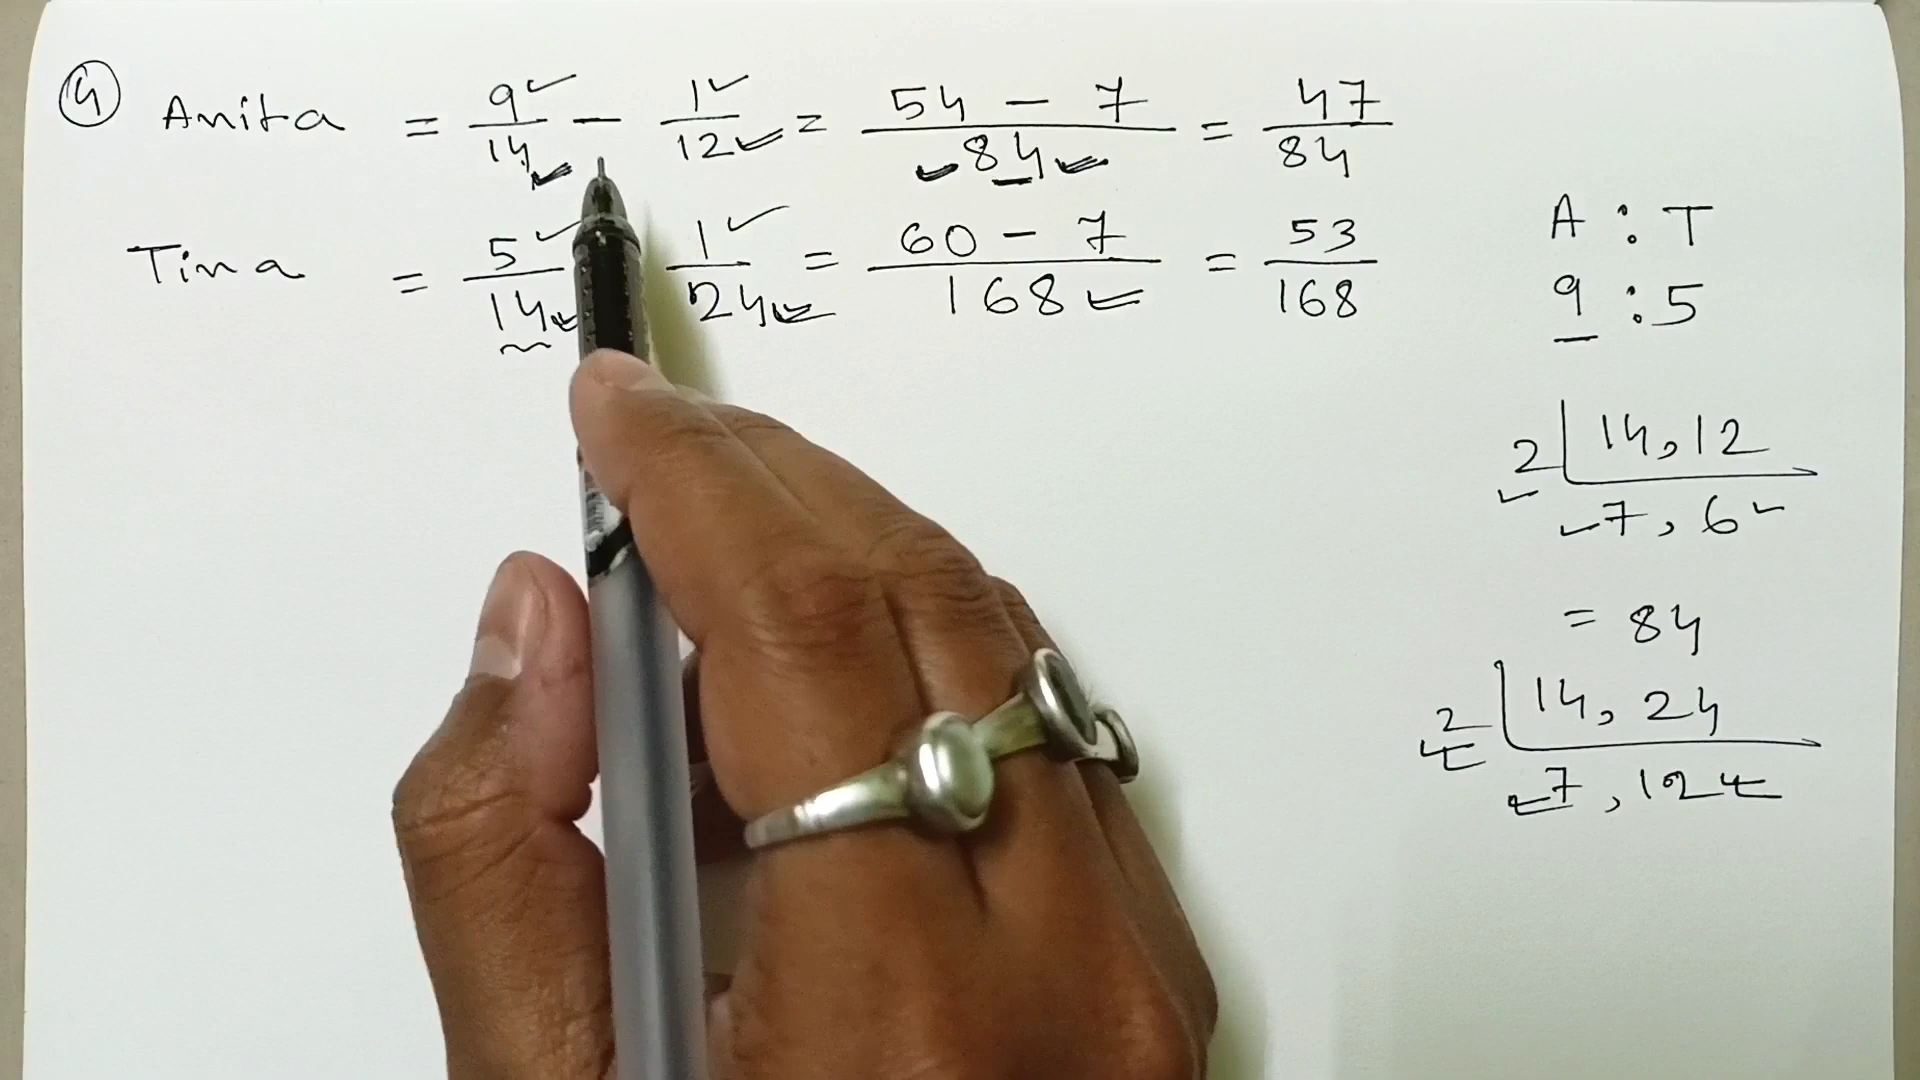 ④ Anita = 9/14 - 1/12 = 54 - 7/84 = 47/84
Tina = 5/14 1/24 = 60 - 7/168 = 53/168
A : T
9 : 5
2 | 14, 12
7, 6
= 84
2 | 14, 24
7, 12